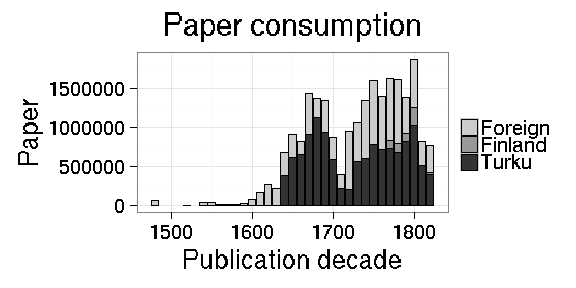 Paper consumption
Paper
1500000
1000000
500000
0
1500
1600
1700
1800
Publication decade
Foreign
Finland
Turku